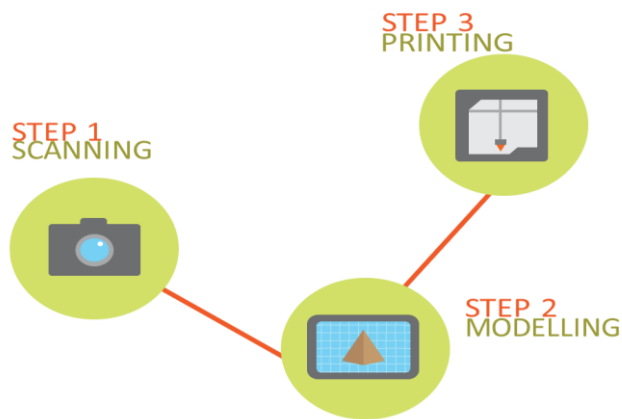 STEP 1
SCANNING
STEP 2
MODELLING
STEP 3
PRINTING